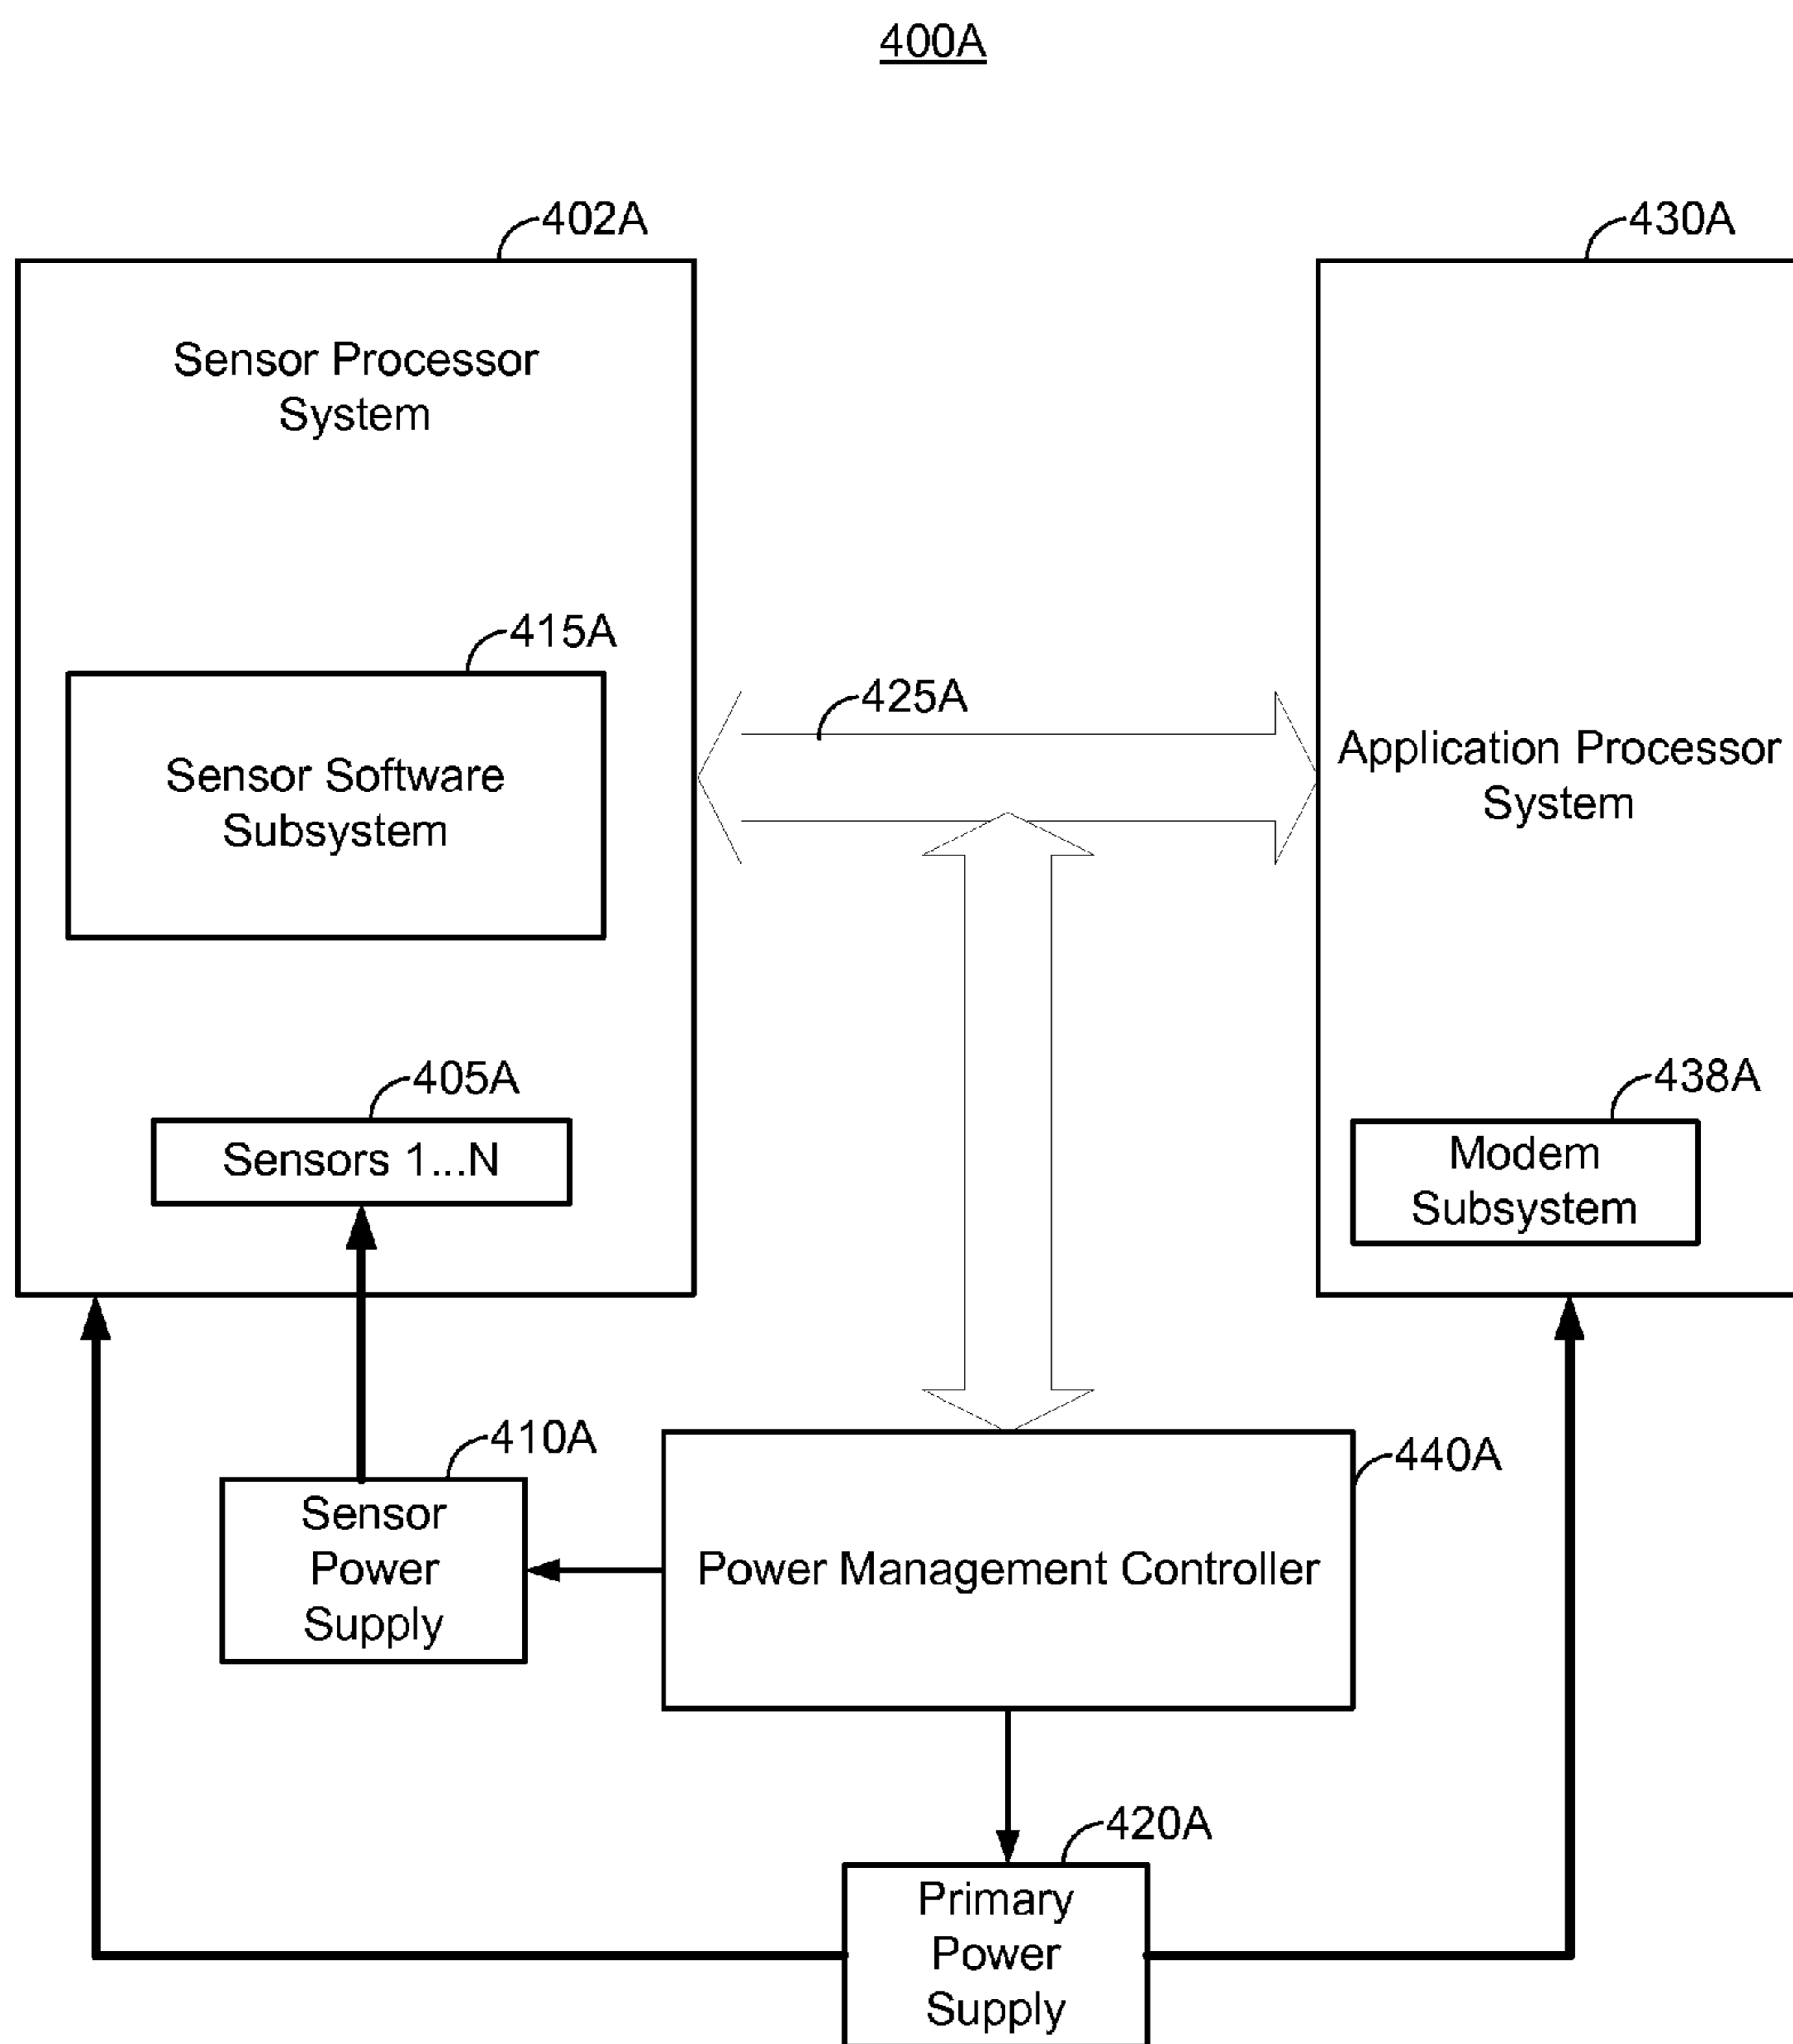 400A
402A
430A
Sensor Processor
System
415A
425A
Sensor Software
Subsystem
Application Processor
System
405A
438A
Sensors 1...N
Modem
Subsystem
410A
440A
Sensor
Power
Supply
Power Management Controller
420A
Primary
Power
Supply